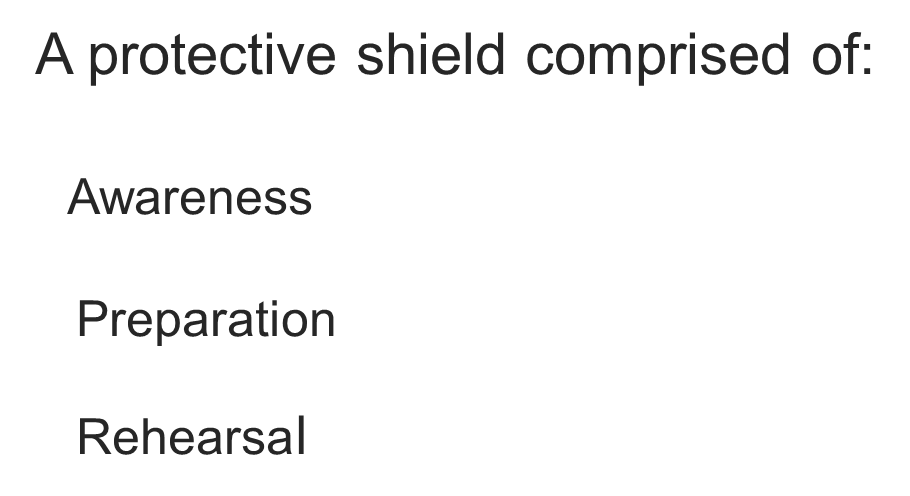 A protective shield comprised of:
Awareness
Preparation
Rehearsal